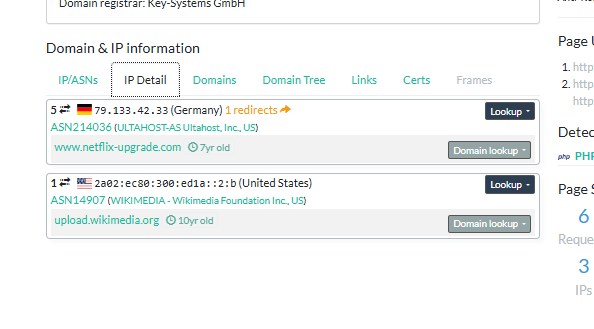 Domain registrar: Key-Systems GmbH
Domain & IP information
IP/ASNs IP Detail Domains Domain Tree Links Certs Frames
5 79.133.42.33 (Germany) 1 redirects Lookup
ASN214036 (ULTAHOST-AS Ultahost, Inc., US)
www.netflix-upgrade.com 7yr old Domain lookup
1 2a02:ec80:300:ed1a::2:b (United States) Lookup
ASN14907 (WIKIMEDIA - Wikimedia Foundation Inc., US)
upload.wikimedia.org 10yr old Domain lookup
Page
1. http
2. http
http
Detec
php PHP
Page S
6
Reque
3
IPs